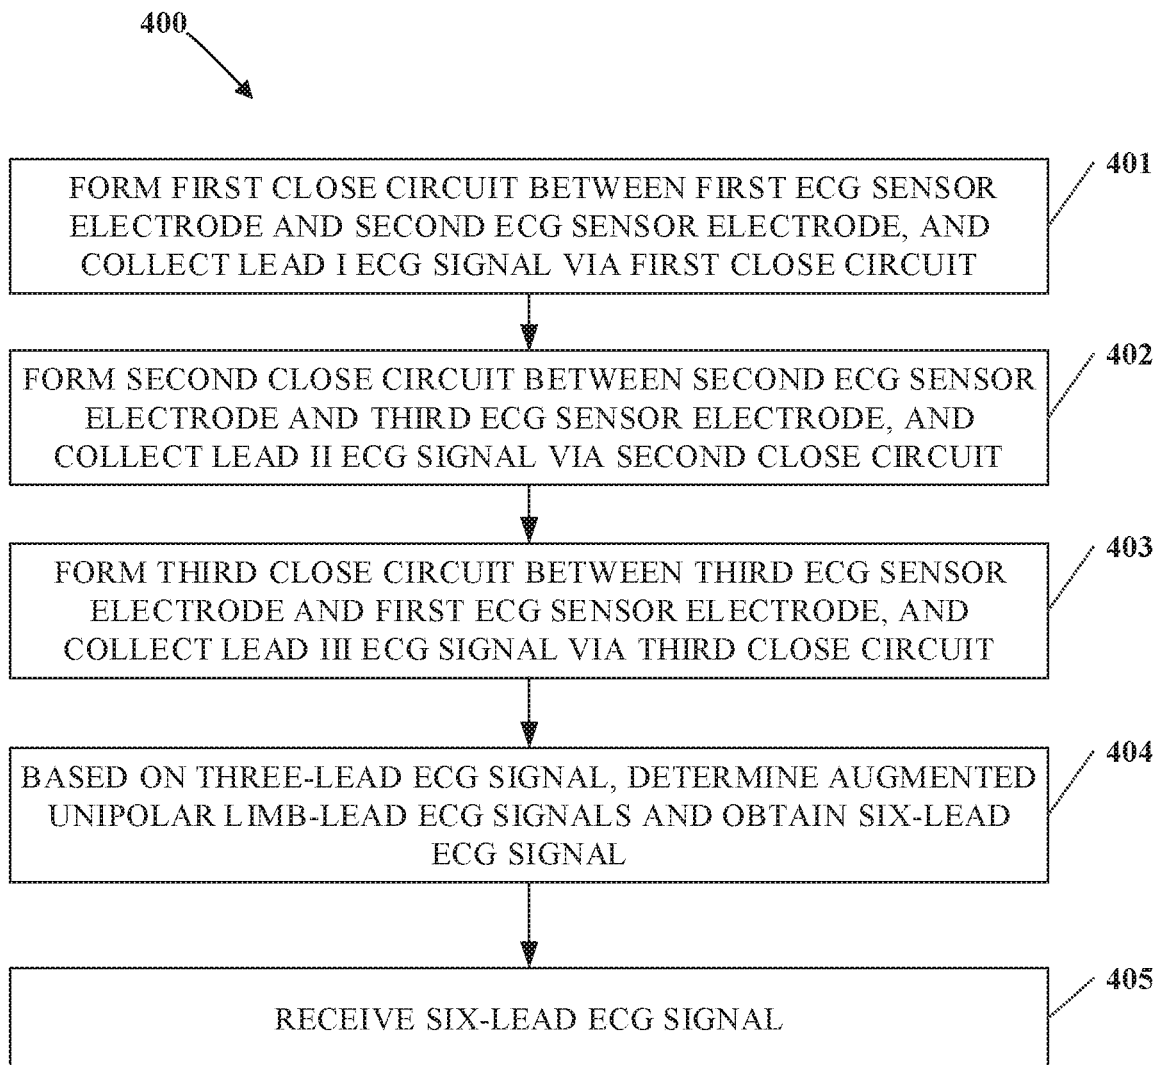 400
FORM FIRST CLOSE CIRCUIT BETWEEN FIRST ECG SENSOR
ELECTRODE AND SECOND ECG SENSOR ELECTRODE, AND
COLLECT LEAD I ECG SIGNAL VIA FIRST CLOSE CIRCUIT
401
FORM SECOND CLOSE CIRCUIT BETWEEN SECOND ECG SENSOR
ELECTRODE AND THIRD ECG SENSOR ELECTRODE, AND
COLLECT LEAD II ECG SIGNAL VIA SECOND CLOSE CIRCUIT
402
FORM THIRD CLOSE CIRCUIT BETWEEN THIRD ECG SENSOR
ELECTRODE AND FIRST ECG SENSOR ELECTRODE, AND
COLLECT LEAD III ECG SIGNAL VIA THIRD CLOSE CIRCUIT
403
BASED ON THREE-LEAD ECG SIGNAL, DETERMINE AUGMENTED
UNIPOLAR LIMB-LEAD ECG SIGNALS AND OBTAIN SIX-LEAD
ECG SIGNAL
404
RECEIVE SIX-LEAD ECG SIGNAL
405